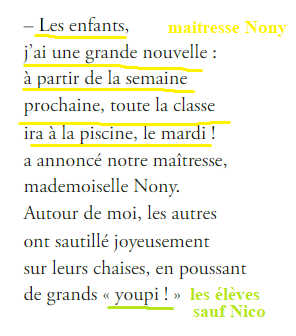 – Les enfants,
maitresse Nony
j’ai une grande nouvelle :
à partir de la semaine
prochaine, toute la classe
ira à la piscine, le mardi !
a annoncé notre maîtresse,
mademoiselle Nony.
Autour de moi, les autres
ont sautillé joyeusement
sur leurs chaises, en poussant
de grands « youpi ! »
les élèves
sauf Nico